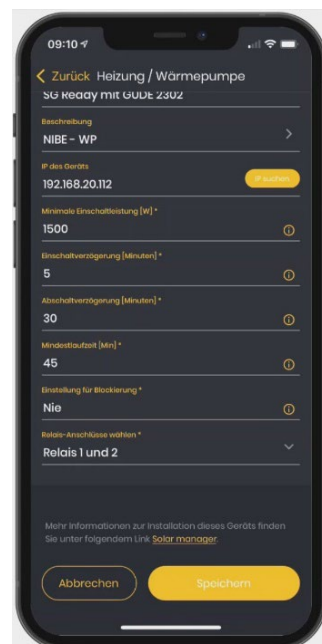 09:10
Zurück Heizung / Wärmepumpe
SG Ready mit GUDE 2302
Beschreibung
NIBE - WP
IP des Geräts
192.168.20.112
IP suchen
Minimale Einschaltleistung [W] *
1500
Einschaltverzögerung [Minuten] *
5
Abschaltverzögerung [Minuten] *
30
Mindestlaufzeit [Min] *
45
Einstellung für Blockierung *
Nie
Relais-Anschlüsse wählen *
Relais 1 und 2
Mehr Informationen zur Installation dieses Geräts finden
Sie unter folgendem Link Solar manager.
Abbrechen
Speichern